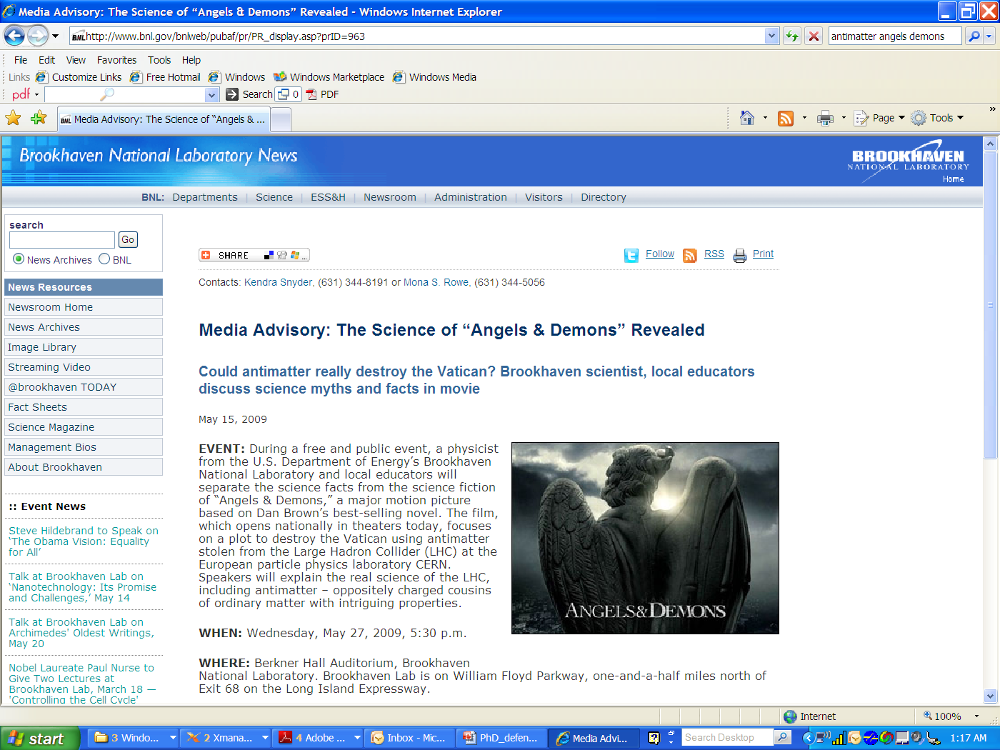 Media Advisory: The Science of “Angels & Demons” Revealed - Windows Internet Explorer
BNL http://www.bnl.gov/bnlweb/pubaf/pr/PR_display.asp?prID=963
antimatter angels demons
File Edit View Favorites Tools Help
Links Customize Links Free Hotmail Windows Windows Marketplace Windows Media
pdf Search 0 PDF
BNL Media Advisory: The Science of “Angels & ...
Page Tools »
Brookhaven National Laboratory News
BROOKHAVEN
NATIONAL LABORATORY
Home
BNL: Departments | Science | ESS&H | Newsroom | Administration | Visitors | Directory
search
Go
News Archives BNL
News Resources
Newsroom Home
News Archives
Image Library
Streaming Video
@brookhaven TODAY
Fact Sheets
Science Magazine
Management Bios
About Brookhaven
:: Event News
Steve Hildebrand to Speak on
‘The Obama Vision: Equality
for All’
Talk at Brookhaven Lab on
‘Nanotechnology: Its Promise
and Challenges,’ May 14
Talk at Brookhaven Lab on
Archimedes' Oldest Writings,
May 20
Nobel Laureate Paul Nurse to
Give Two Lectures at
Brookhaven Lab, March 18 —
'Controlling the Cell Cycle'
SHARE ...
Follow RSS Print
Contacts: Kendra Snyder, (631) 344-8191 or Mona S. Rowe, (631) 344-5056
Media Advisory: The Science of “Angels & Demons” Revealed
Could antimatter really destroy the Vatican? Brookhaven scientist, local educators
discuss science myths and facts in movie
May 15, 2009
EVENT: During a free and public event, a physicist
from the U.S. Department of Energy’s Brookhaven
National Laboratory and local educators will
separate the science facts from the science fiction
of “Angels & Demons,” a major motion picture
based on Dan Brown’s best-selling novel. The film,
which opens nationally in theaters today, focuses
on a plot to destroy the Vatican using antimatter
stolen from the Large Hadron Collider (LHC) at the
European particle physics laboratory CERN.
Speakers will explain the real science of the LHC,
including antimatter – oppositely charged cousins
of ordinary matter with intriguing properties.
ANGELS & DEMONS
WHEN: Wednesday, May 27, 2009, 5:30 p.m.
WHERE: Berkner Hall Auditorium, Brookhaven
National Laboratory. Brookhaven Lab is on William Floyd Parkway, one-and-a-half miles north of
Exit 68 on the Long Island Expressway.
Internet 100%
start 3 Windo... 2 Xmana... 4 Adobe ... Inbox - Mic... PhD_defen... Media Advi... Search Desktop 1:17 AM